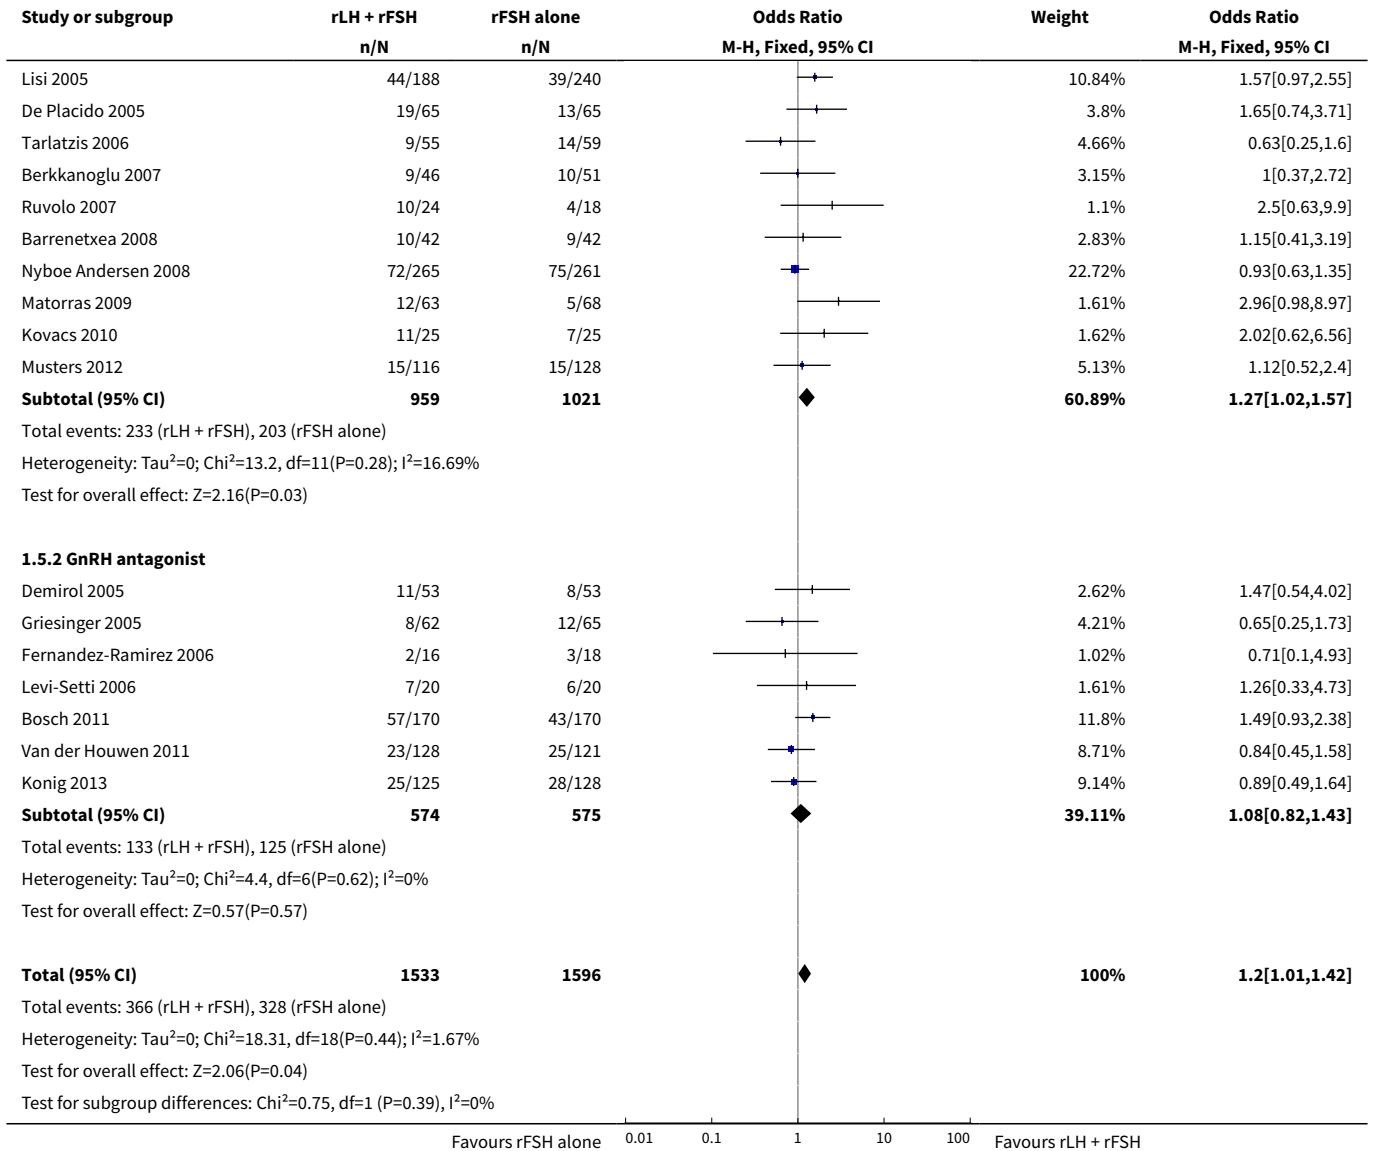 Study or subgroup rLH + rFSH rFSH alone Odds Ratio Weight Odds Ratio
n/N n/N M-H, Fixed, 95% CI M-H, Fixed, 95% CI
Lisi 2005 44/188 39/240 10.84% 1.57[0.97,2.55]
De Placido 2005 19/65 13/65 3.8% 1.65[0.74,3.71]
Tarlatzis 2006 9/55 14/59 4.66% 0.63[0.25,1.6]
Berkkanoglu 2007 9/46 10/51 3.15% 1[0.37,2.72]
Ruvolo 2007 10/24 4/18 1.1% 2.5[0.63,9.9]
Barrenetxea 2008 10/42 9/42 2.83% 1.15[0.41,3.19]
Nyboe Andersen 2008 72/265 75/261 22.72% 0.93[0.63,1.35]
Matorras 2009 12/63 5/68 1.61% 2.96[0.98,8.97]
Kovacs 2010 11/25 7/25 1.62% 2.02[0.62,6.56]
Musters 2012 15/116 15/128 5.13% 1.12[0.52,2.4]
Subtotal (95% CI) 959 1021 60.89% 1.27[1.02,1.57]
Total events: 233 (rLH + rFSH), 203 (rFSH alone)
Heterogeneity: Tau²=0; Chi²=13.2, df=11(P=0.28); I²=16.69%
Test for overall effect: Z=2.16(P=0.03)
1.5.2 GnRH antagonist
Demirol 2005 11/53 8/53 2.62% 1.47[0.54,4.02]
Griesinger 2005 8/62 12/65 4.21% 0.65[0.25,1.73]
Fernandez-Ramirez 2006 2/16 3/18 1.02% 0.71[0.1,4.93]
Levi-Setti 2006 7/20 6/20 1.61% 1.26[0.33,4.73]
Bosch 2011 57/170 43/170 11.8% 1.49[0.93,2.38]
Van der Houwen 2011 23/128 25/121 8.71% 0.84[0.45,1.58]
Konig 2013 25/125 28/128 9.14% 0.89[0.49,1.64]
Subtotal (95% CI) 574 575 39.11% 1.08[0.82,1.43]
Total events: 133 (rLH + rFSH), 125 (rFSH alone)
Heterogeneity: Tau²=0; Chi²=4.4, df=6(P=0.62); I²=0%
Test for overall effect: Z=0.57(P=0.57)
Total (95% CI) 1533 1596 100% 1.2[1.01,1.42]
Total events: 366 (rLH + rFSH), 328 (rFSH alone)
Heterogeneity: Tau²=0; Chi²=18.31, df=18(P=0.44); I²=1.67%
Test for overall effect: Z=2.06(P=0.04)
Test for subgroup differences: Chi²=0.75, df=1 (P=0.39), I²=0%
Favours rFSH alone 0.01 0.1 1 10 100 Favours rLH + rFSH